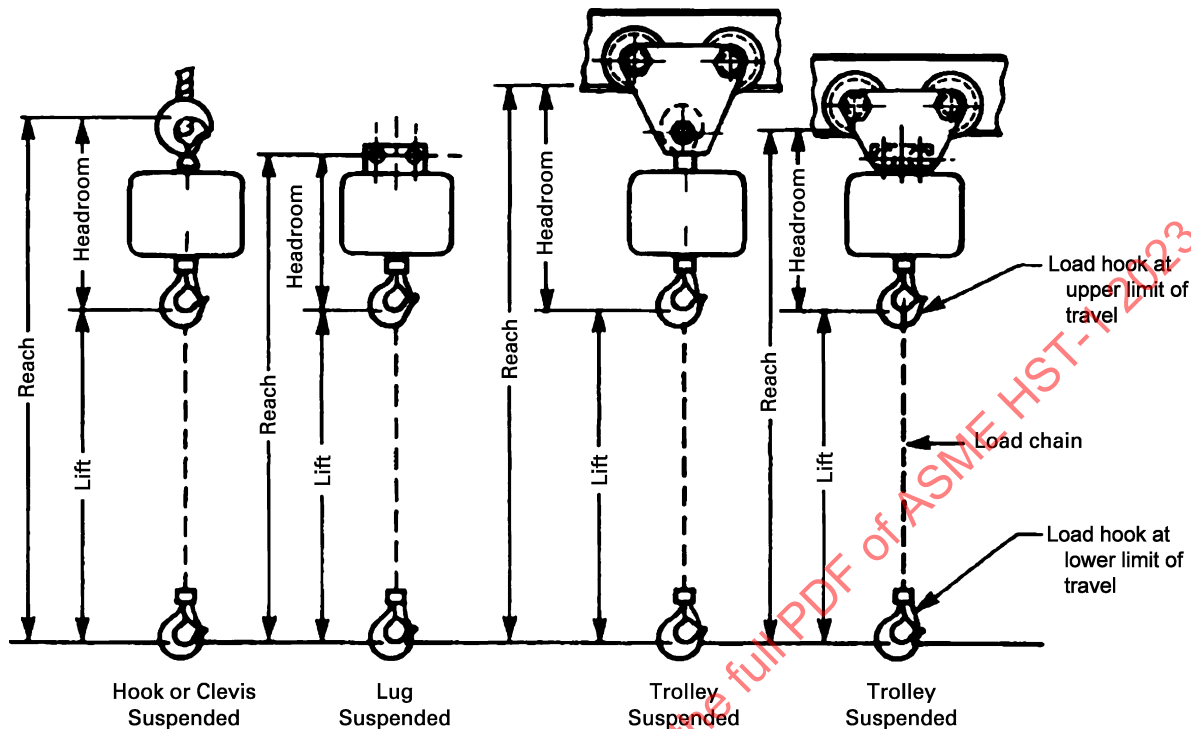 Headroom
Reach
Lift
Headroom
Reach
Lift
Headroom
Reach
Lift
Headroom
Reach
Lift
Load hook at
upper limit of
travel
Load chain
Load hook at
lower limit of
travel
Hook or Clevis
Suspended
Lug
Suspended
Trolley
Suspended
Trolley
Suspended
full PDF of ASME HST-1 2023